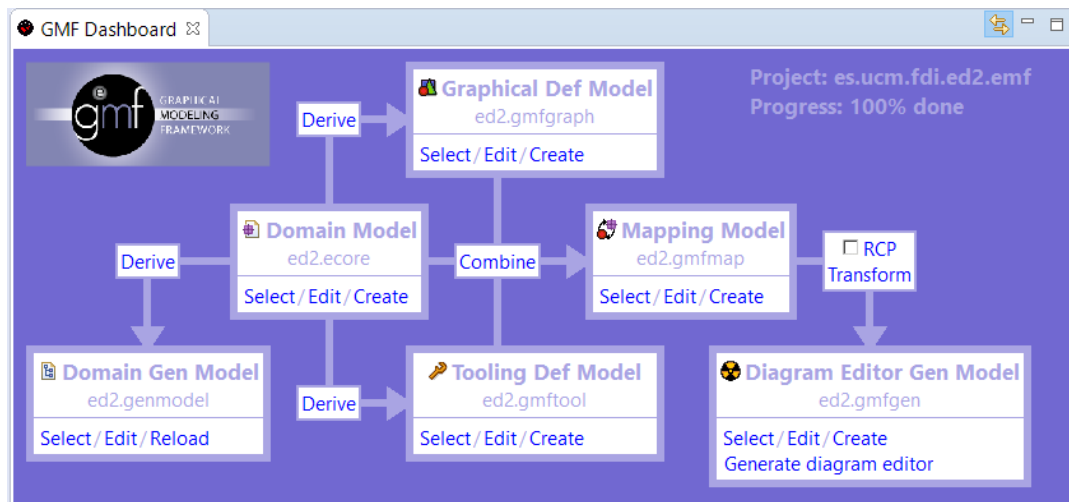 GMF Dashboard
e
gmf
GRAPHICAL
MODELING
FRAMEWORK
Project: es.ucm.fdi.ed2.emf
Progress: 100% done
Derive
Graphical Def Model
ed2.gmfgraph
Select/Edit/Create
Derive
Domain Model
ed2.ecore
Select/Edit/Create
Combine
Mapping Model
ed2.gmfmap
Select/Edit/Create
RCP
Transform
Domain Gen Model
ed2.genmodel
Select/Edit/Reload
Derive
Tooling Def Model
ed2.gmftool
Select/Edit/Create
Diagram Editor Gen Model
ed2.gmfgen
Select/Edit/Create
Generate diagram editor